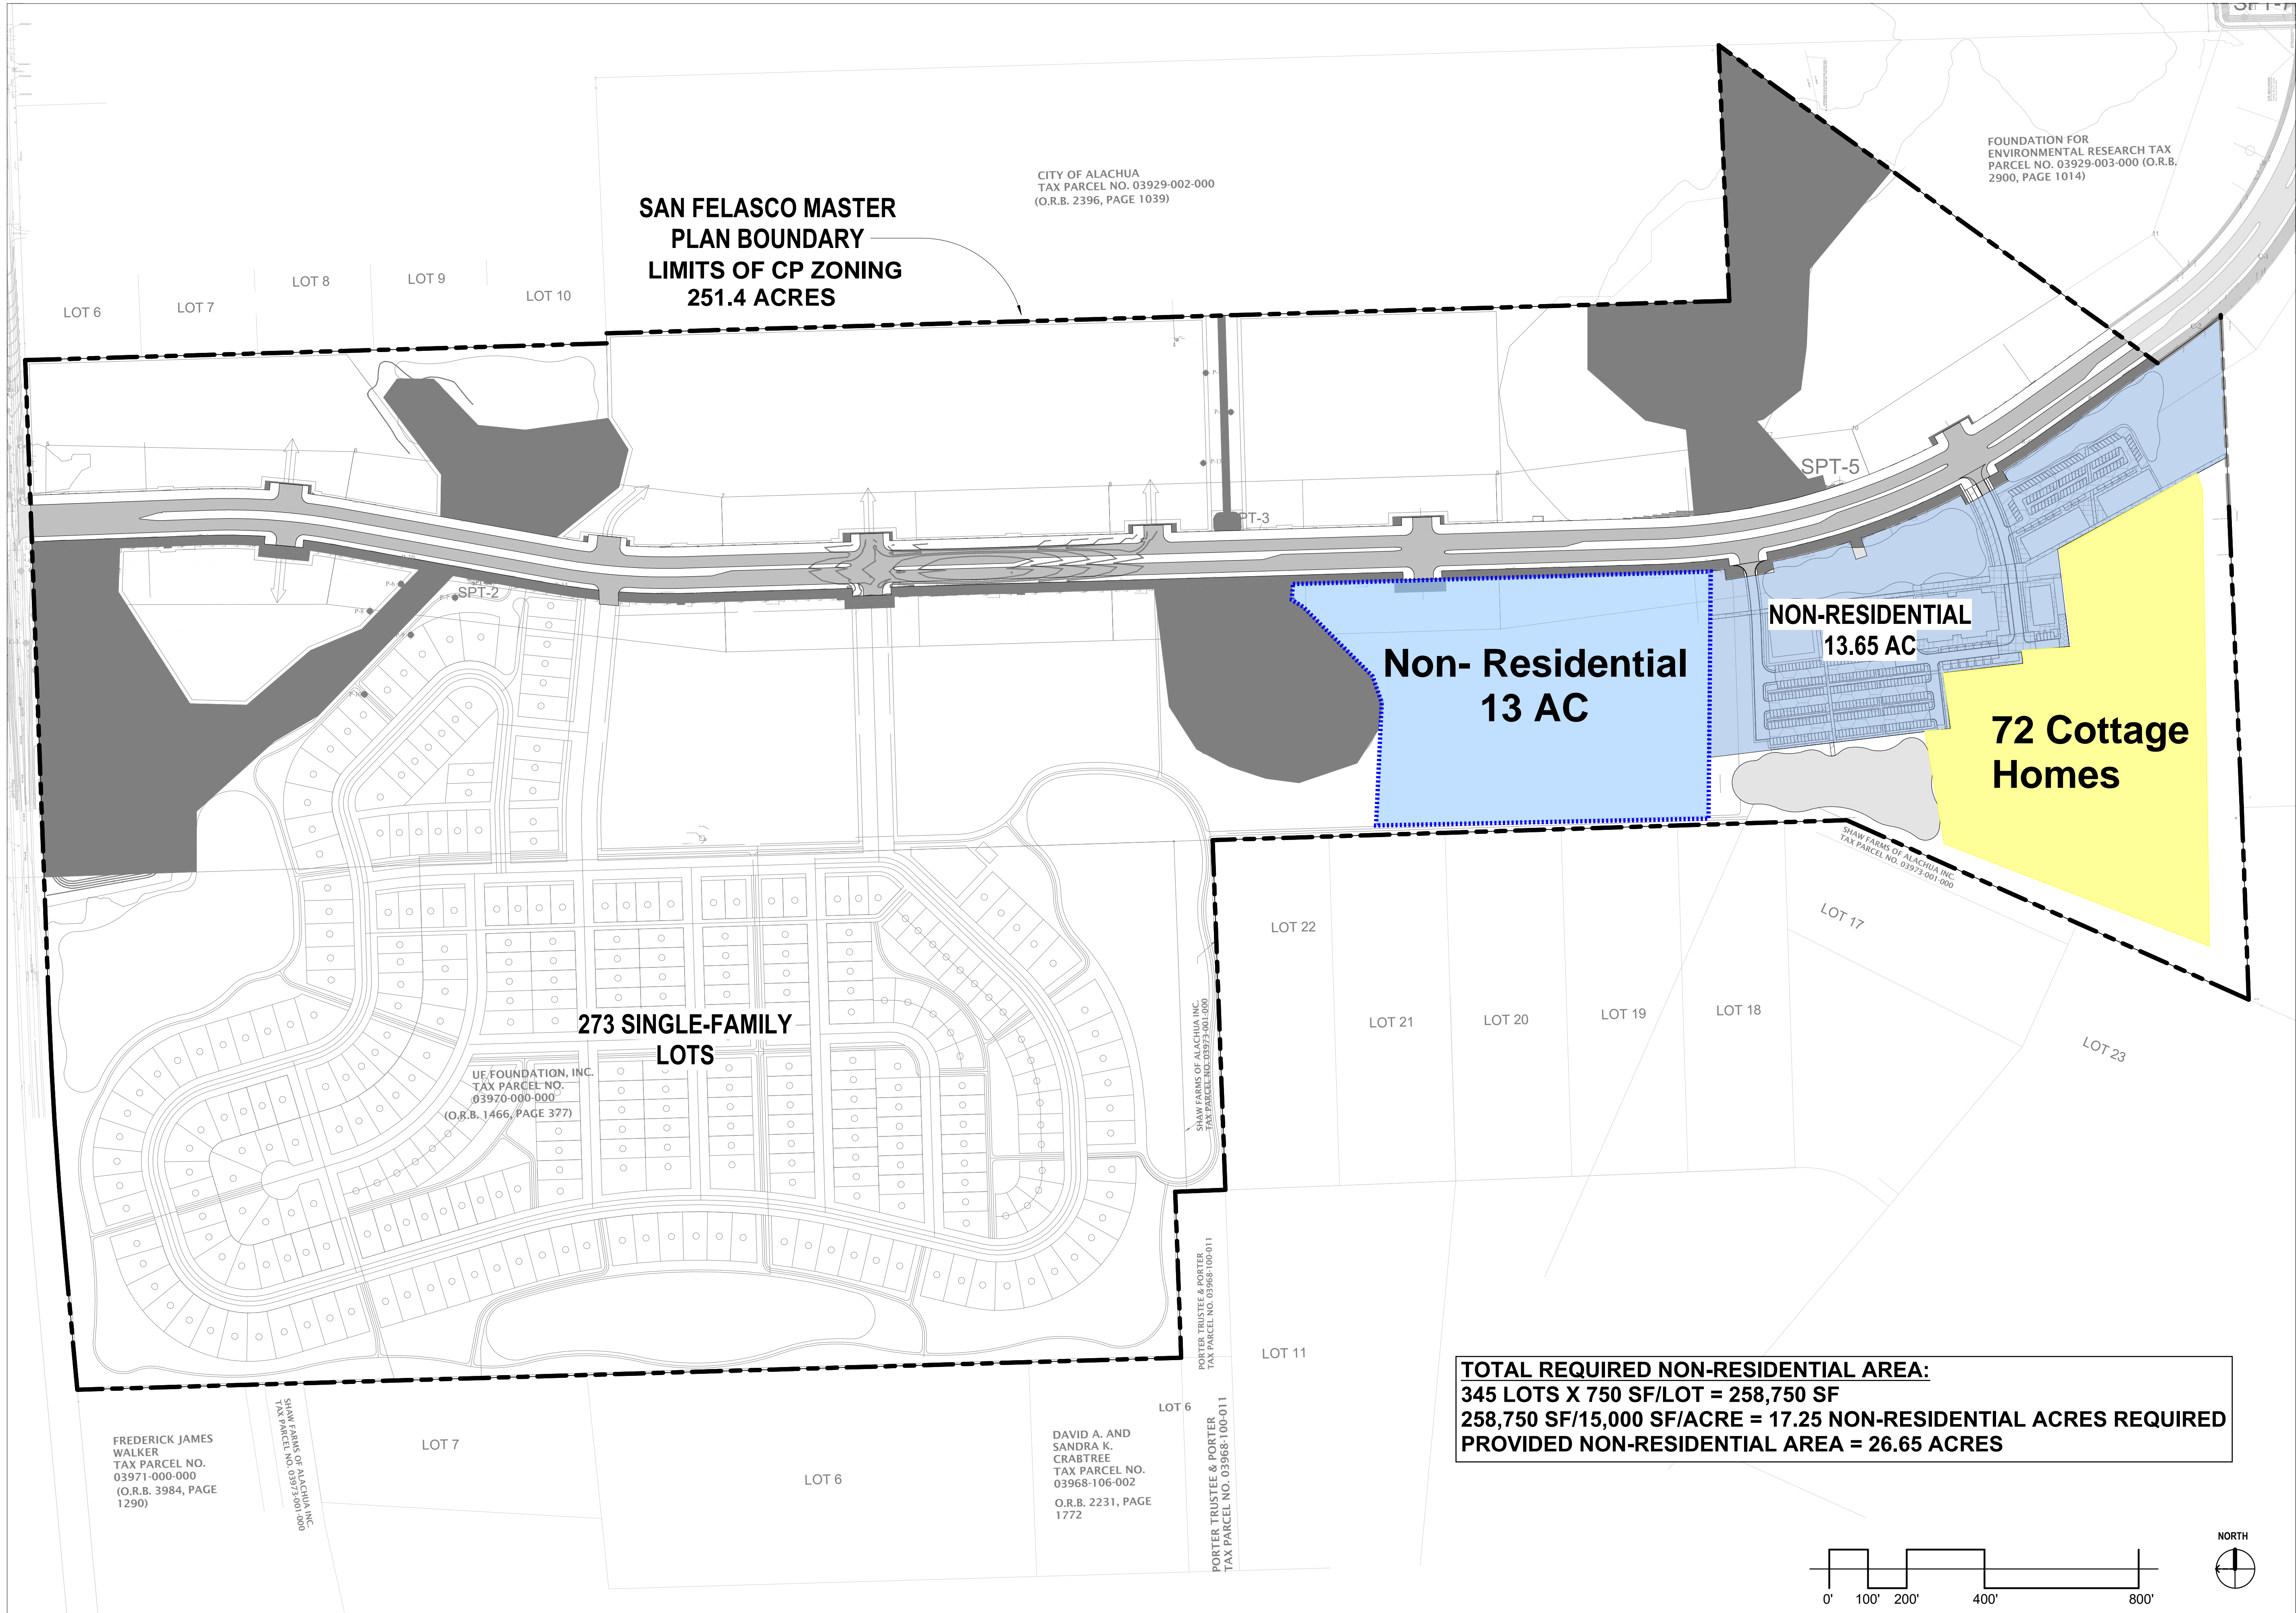 CITY OF ALACHUA
TAX PARCEL NO. 03929-002-000
(O.R.B. 2396, PAGE 1039)
FOUNDATION FOR
ENVIRONMENTAL RESEARCH TAX
PARCEL NO. 03929-003-000 (O.R.B.
2900, PAGE 1014)
SAN FELASCO MASTER
PLAN BOUNDARY
LIMITS OF CP ZONING
251.4 ACRES
LOT 6
LOT 7
LOT 8
LOT 9
LOT 10
11
10
SPT-5
PT-3
P-13
SPT-2
P-6
P-8
P-9
P-10
NON-RESIDENTIAL
13.65 AC
Non- Residential
13 AC
72 Cottage
Homes
SHAW FARMS OF ALACHUA INC.
TAX PARCEL NO. 03973-001-000
LOT 22
LOT 21
LOT 20
LOT 19
LOT 18
LOT 17
LOT 23
273 SINGLE-FAMILY
LOTS
UF FOUNDATION, INC.
TAX PARCEL NO.
03970-000-000
(O.R.B. 1466, PAGE 377)
SHAW FARMS OF ALACHUA INC.
TAX PARCEL NO. 03973-001-000
PORTER TRUSTEE & PORTER
TAX PARCEL NO. 03968-100-011
LOT 11
TOTAL REQUIRED NON-RESIDENTIAL AREA:
345 LOTS X 750 SF/LOT = 258,750 SF
258,750 SF/15,000 SF/ACRE = 17.25 NON-RESIDENTIAL ACRES REQUIRED
PROVIDED NON-RESIDENTIAL AREA = 26.65 ACRES
FREDERICK JAMES
WALKER
TAX PARCEL NO.
03971-000-000
(O.R.B. 3984, PAGE
1290)
SHAW FARMS OF ALACHUA INC.
TAX PARCEL NO. 03973-001-000
LOT 7
LOT 6
DAVID A. AND
SANDRA K.
CRABTREE
TAX PARCEL NO.
03968-106-002
O.R.B. 2231, PAGE
1772
LOT 6
PORTER TRUSTEE & PORTER
TAX PARCEL NO. 03968-100-011
NORTH
0' 100' 200' 400' 800'